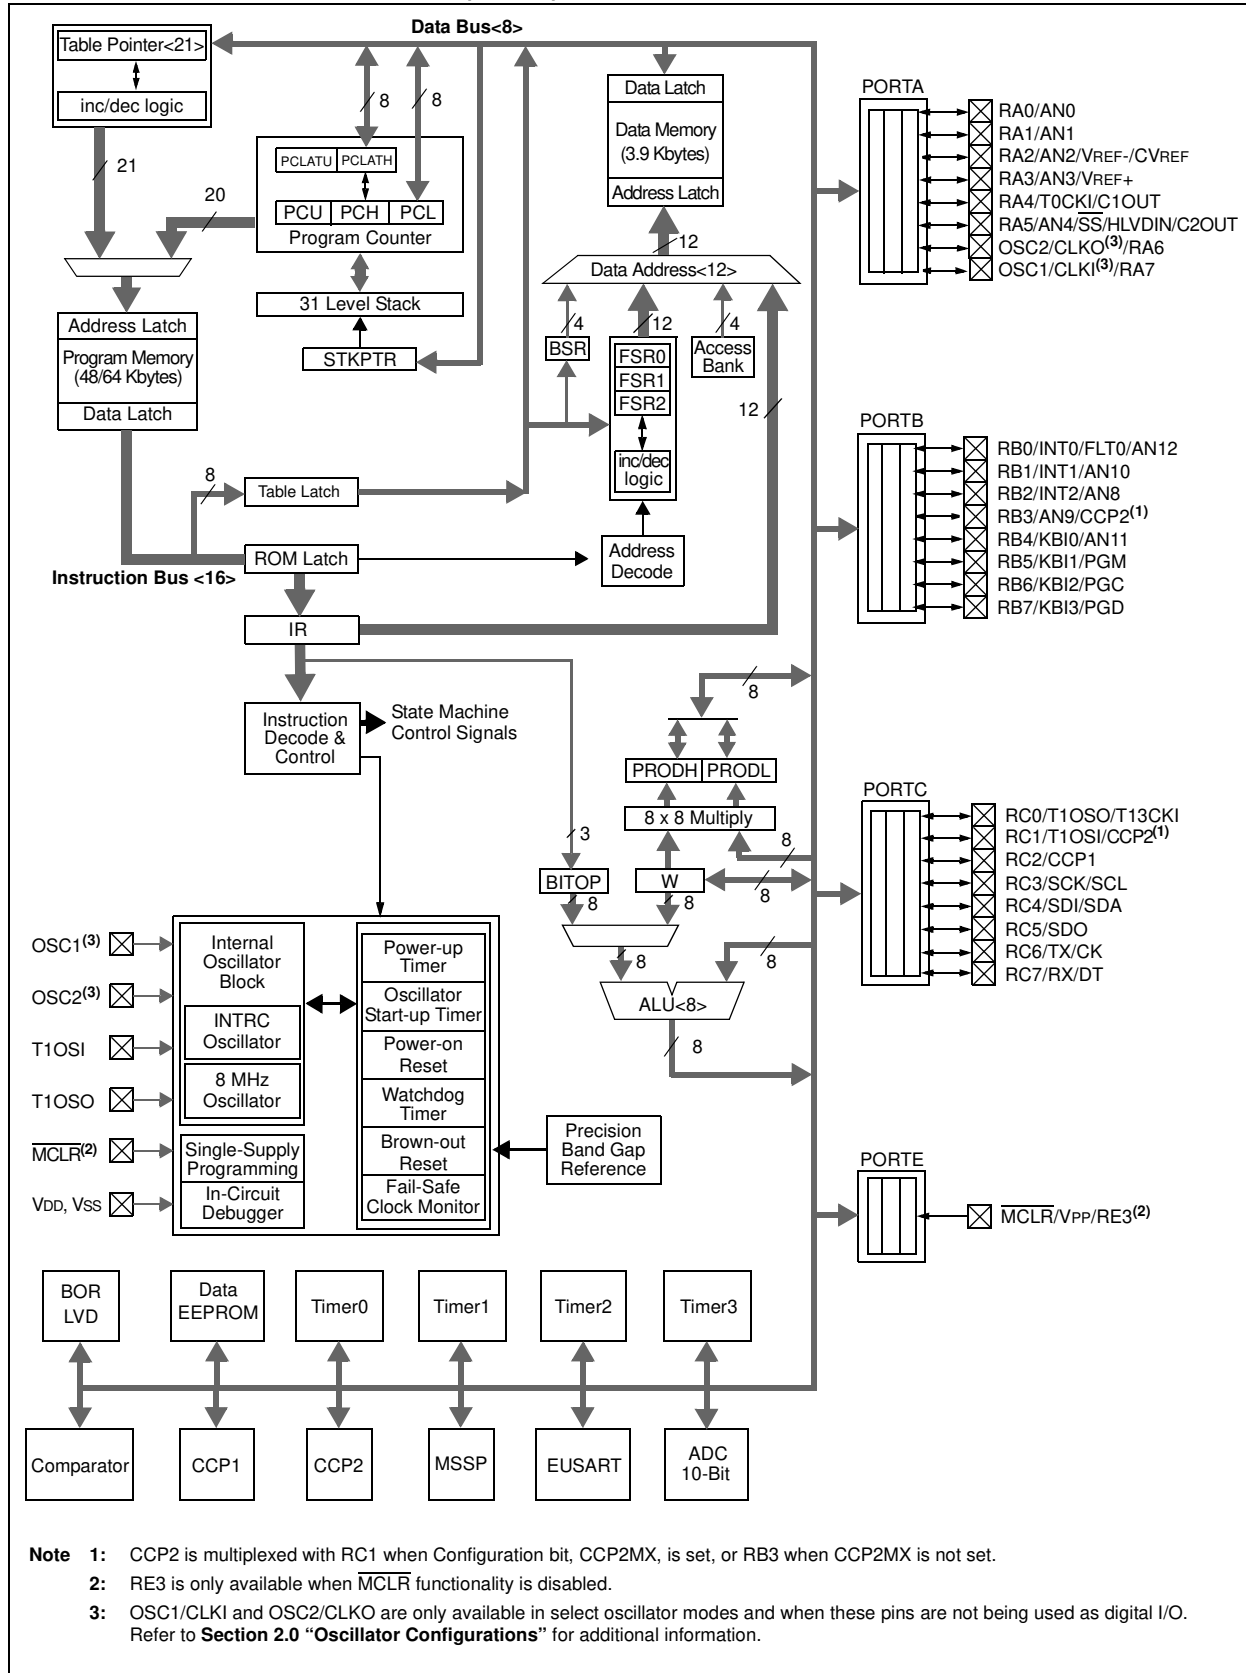 Data Bus<8>
Table Pointer<21>
inc/dec logic
21
20
8
8
PCLATU PCLATH
PCU PCH PCL
Program Counter
31 Level Stack
STKPTR
Address Latch
Program Memory
(48/64 Kbytes)
Data Latch
8
Table Latch
ROM Latch
Instruction Bus <16>
IR
Data Latch
Data Memory
(3.9 Kbytes)
Address Latch
12
Data Address<12>
4
12
4
BSR
FSR0
FSR1
FSR2
inc/dec
logic
Access
Bank
12
Address
Decode
Instruction
Decode &
Control
State Machine
Control Signals
8
PRODH PRODL
8 x 8 Multiply
3
8
BITOP
W
8
8
8
8
8
ALU<8>
8
OSC1(3)
OSC2(3)
T1OSI
T1OSO
MCLR(2)
VDD, VSS
Internal
Oscillator
Block
INTRC
Oscillator
8 MHz
Oscillator
Single-Supply
Programming
In-Circuit
Debugger
Power-up
Timer
Oscillator
Start-up Timer
Power-on
Reset
Watchdog
Timer
Brown-out
Reset
Fail-Safe
Clock Monitor
Precision
Band Gap
Reference
PORTA
RA0/AN0
RA1/AN1
RA2/AN2/VREF-/CVREF
RA3/AN3/VREF+
RA4/T0CKI/C1OUT
RA5/AN4/SS/HLVDIN/C2OUT
OSC2/CLKO(3)/RA6
OSC1/CLKI(3)/RA7
PORTB
RB0/INT0/FLT0/AN12
RB1/INT1/AN10
RB2/INT2/AN8
RB3/AN9/CCP2(1)
RB4/KBI0/AN11
RB5/KBI1/PGM
RB6/KBI2/PGC
RB7/KBI3/PGD
PORTC
RC0/T1OSO/T13CKI
RC1/T1OSI/CCP2(1)
RC2/CCP1
RC3/SCK/SCL
RC4/SDI/SDA
RC5/SDO
RC6/TX/CK
RC7/RX/DT
PORTE
MCLR/VPP/RE3(2)
BOR
LVD
Data
EEPROM
Timer0
Timer1
Timer2
Timer3
Comparator
CCP1
CCP2
MSSP
EUSART
ADC
10-Bit
Note 1: CCP2 is multiplexed with RC1 when Configuration bit, CCP2MX, is set, or RB3 when CCP2MX is not set.
2: RE3 is only available when MCLR functionality is disabled.
3: OSC1/CLKI and OSC2/CLKO are only available in select oscillator modes and when these pins are not being used as digital I/O.
Refer to Section 2.0 “Oscillator Configurations” for additional information.